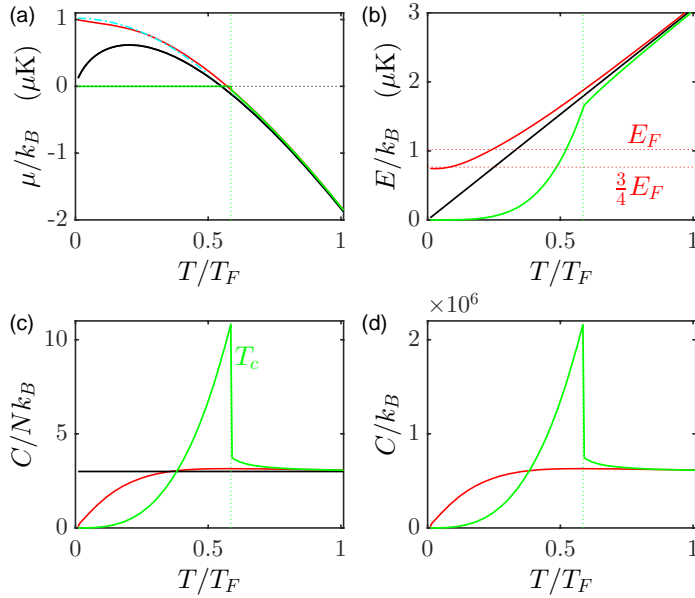 (a)
μ/k_B (μK)
1
0
-1
-2
0
0.5
1
T/T_F
(b)
E/k_B (μK)
3
2
1
0
E_F
3/4 E_F
0
0.5
1
T/T_F
(c)
C/Nk_B
10
5
0
T_c
0
0.5
1
T/T_F
(d)
×10^6
C/k_B
2
1
0
0
0.5
1
T/T_F